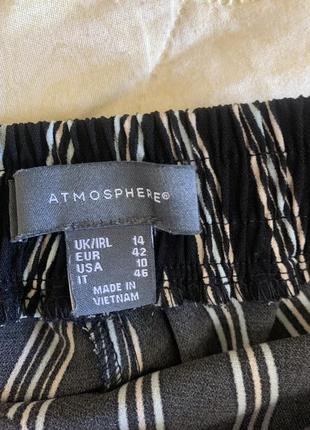 ATMOSPHERE®
UK/IRL 14
EUR 42
USA 10
IT 46
MADE IN
VIETNAM